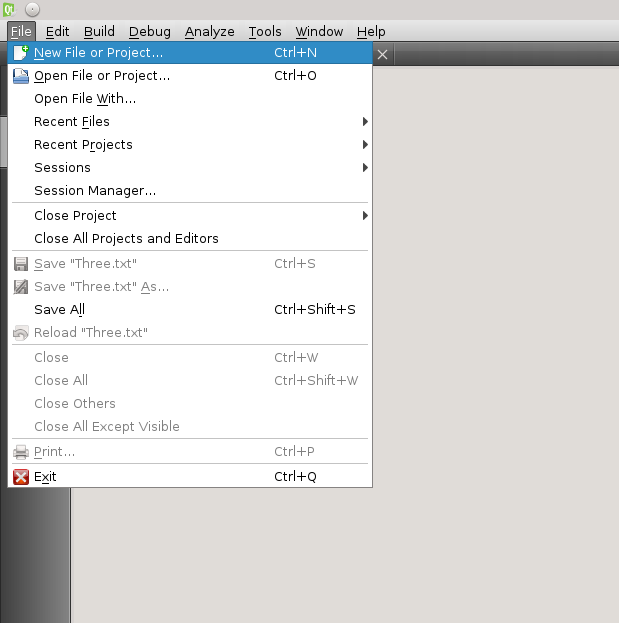 File Edit Build Debug Analyze Tools Window Help
New File or Project... Ctrl+N
Open File or Project... Ctrl+O
Open File With...
Recent Files
Recent Projects
Sessions
Session Manager...
Close Project
Close All Projects and Editors
Save "Three.txt" Ctrl+S
Save "Three.txt" As...
Save All Ctrl+Shift+S
Reload "Three.txt"
Close Ctrl+W
Close All Ctrl+Shift+W
Close Others
Close All Except Visible
Print... Ctrl+P
Exit Ctrl+Q